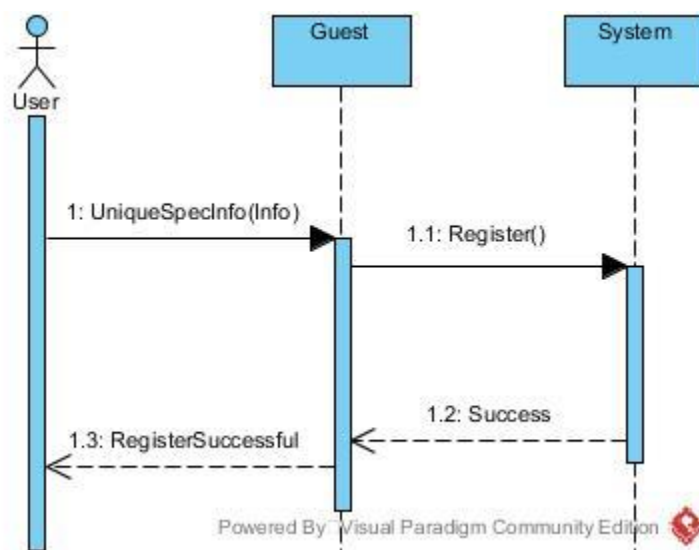 Guest
System
User
1: UniqueSpecInfo(Info)
1.1: Register()
1.2: Success
1.3: RegisterSuccessful
Powered By Visual Paradigm Community Edition